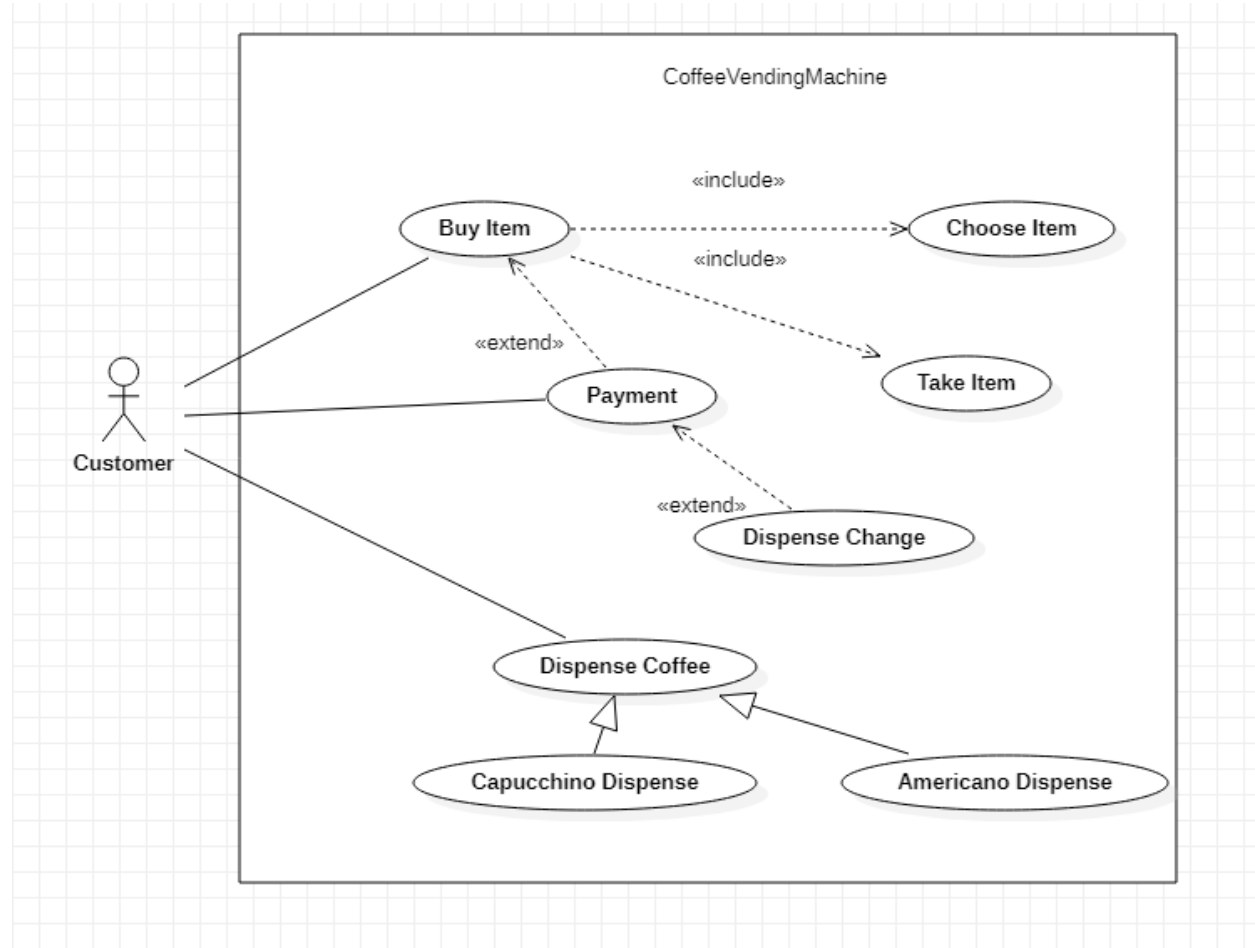 CoffeeVendingMachine
«include»
Buy Item
Choose Item
«include»
«extend»
Take Item
Payment
Customer
«extend»
Dispense Change
Dispense Coffee
Capucchino Dispense
Americano Dispense